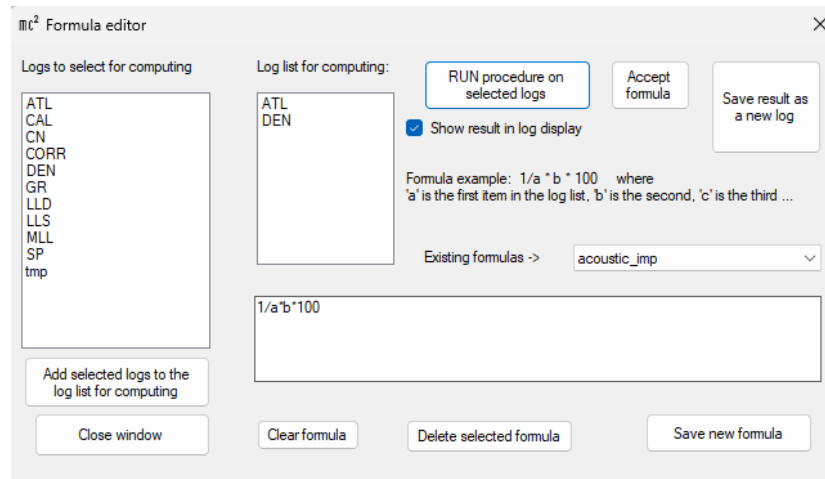 mc² Formula editor
Logs to select for computing
ATL
CAL
CN
CORR
DEN
GR
LLD
LLS
MLL
SP
tmp
Add selected logs to the
log list for computing
Close window
Log list for computing:
ATL
DEN
RUN procedure on
selected logs
Accept
formula
Save result as
a new log
Show result in log display
Formula example: 1/a * b * 100 where
'a' is the first item in the log list, 'b' is the second, 'c' is the third ...
Existing formulas ->
acoustic_imp
1/a*b*100
Clear formula
Delete selected formula
Save new formula